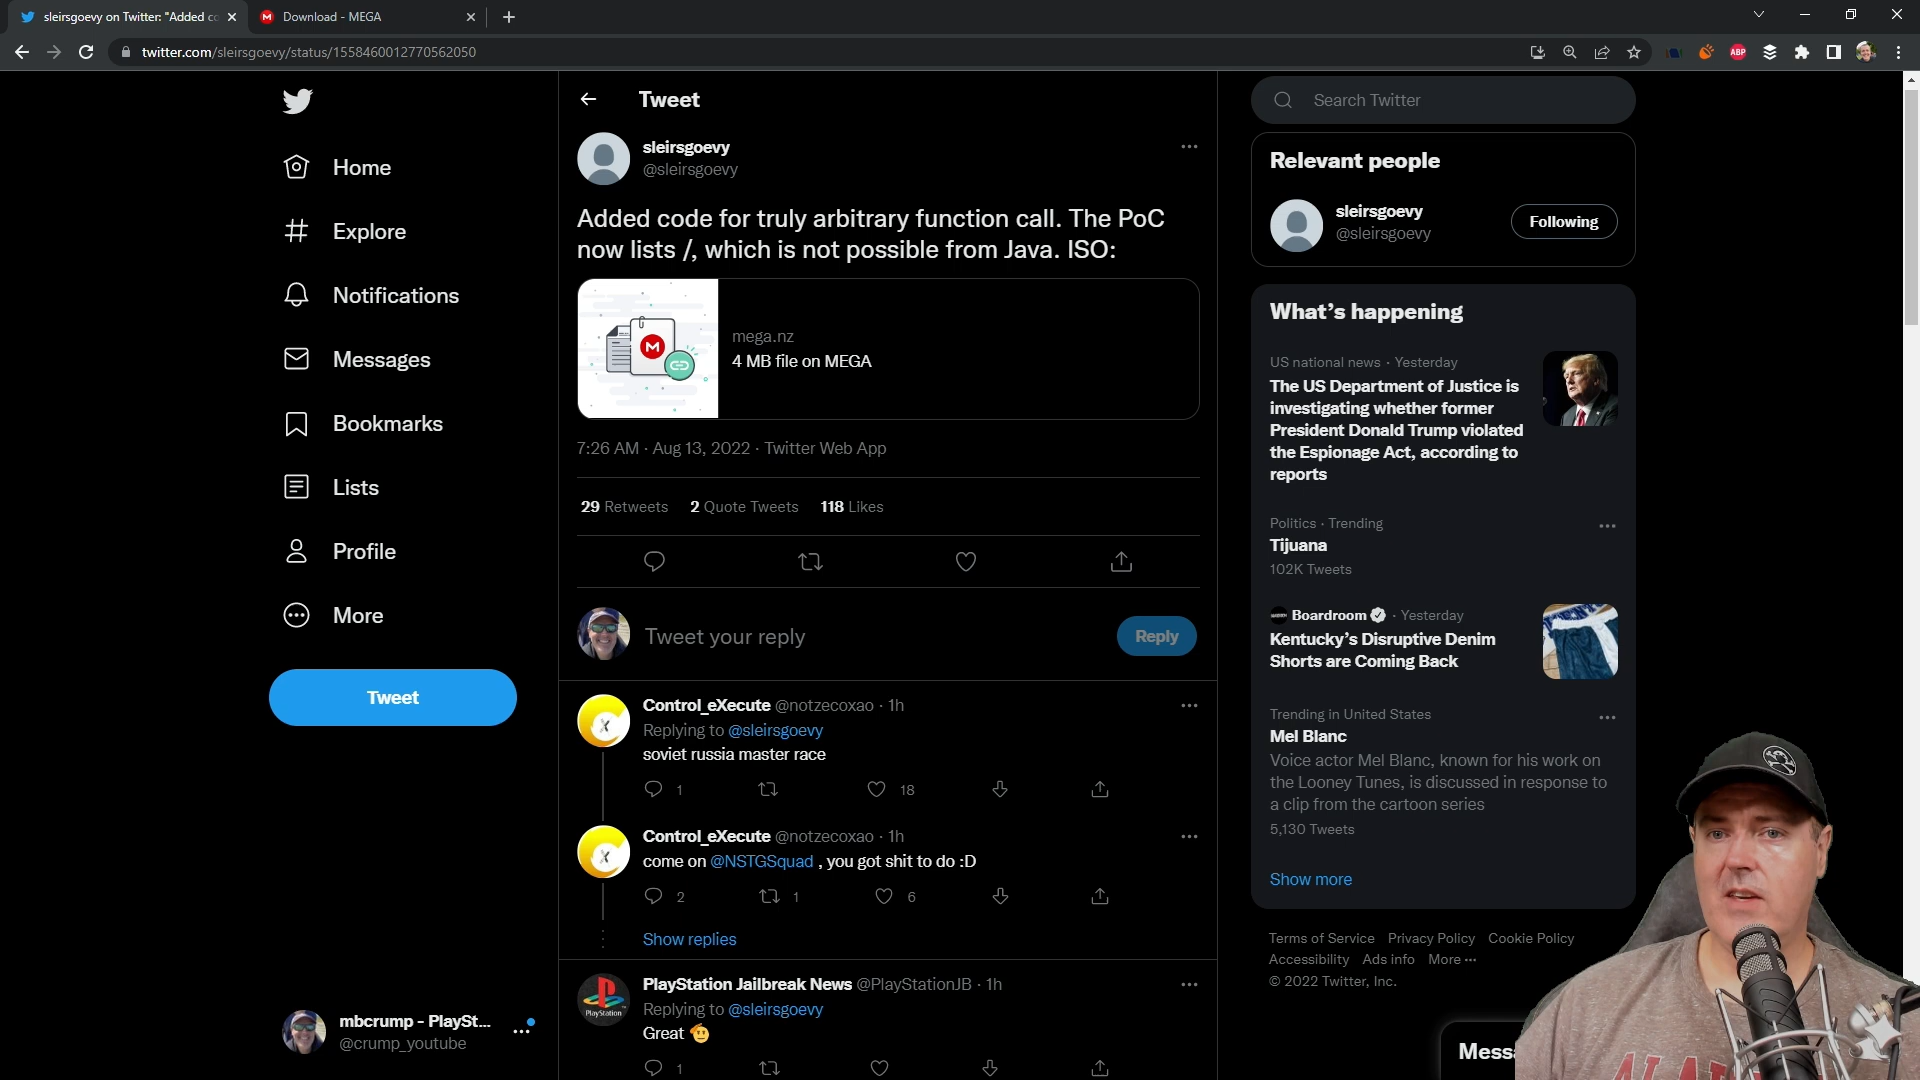 sleirsgoevy on Twitter: "Added co
Download - MEGA
twitter.com/sleirsgoevy/status/1558460012770562050
ABP
Home
Explore
Notifications
Messages
Bookmarks
Lists
Profile
More
Tweet
mbcrump - PlaySt...
@crump_youtube
Tweet
sleirsgoevy
@sleirsgoevy
Added code for truly arbitrary function call. The PoC
now lists /, which is not possible from Java. ISO:
mega.nz
4 MB file on MEGA
7:26 AM · Aug 13, 2022 · Twitter Web App
29 Retweets 2 Quote Tweets 118 Likes
Tweet your reply
Reply
Control_eXecute @notzecoxao · 1h
Replying to @sleirsgoevy
soviet russia master race
1 18
Control_eXecute @notzecoxao · 1h
come on @NSTGSquad , you got shit to do :D
2 1 6
Show replies
PlayStation Jailbreak News @PlayStationJB · 1h
Replying to @sleirsgoevy
Great
PlayStation
1
Search Twitter
Relevant people
sleirsgoevy
@sleirsgoevy
Following
What's happening
US national news · Yesterday
The US Department of Justice is
investigating whether former
President Donald Trump violated
the Espionage Act, according to
reports
Politics · Trending
Tijuana
102K Tweets
Boardroom · Yesterday
Kentucky's Disruptive Denim
Shorts are Coming Back
Trending in United States
Mel Blanc
Voice actor Mel Blanc, known for his work on
the Looney Tunes, is discussed in response to
a clip from the cartoon series
5,130 Tweets
Show more
Terms of Service Privacy Policy Cookie Policy
Accessibility Ads info More ···
© 2022 Twitter, Inc.
Messa